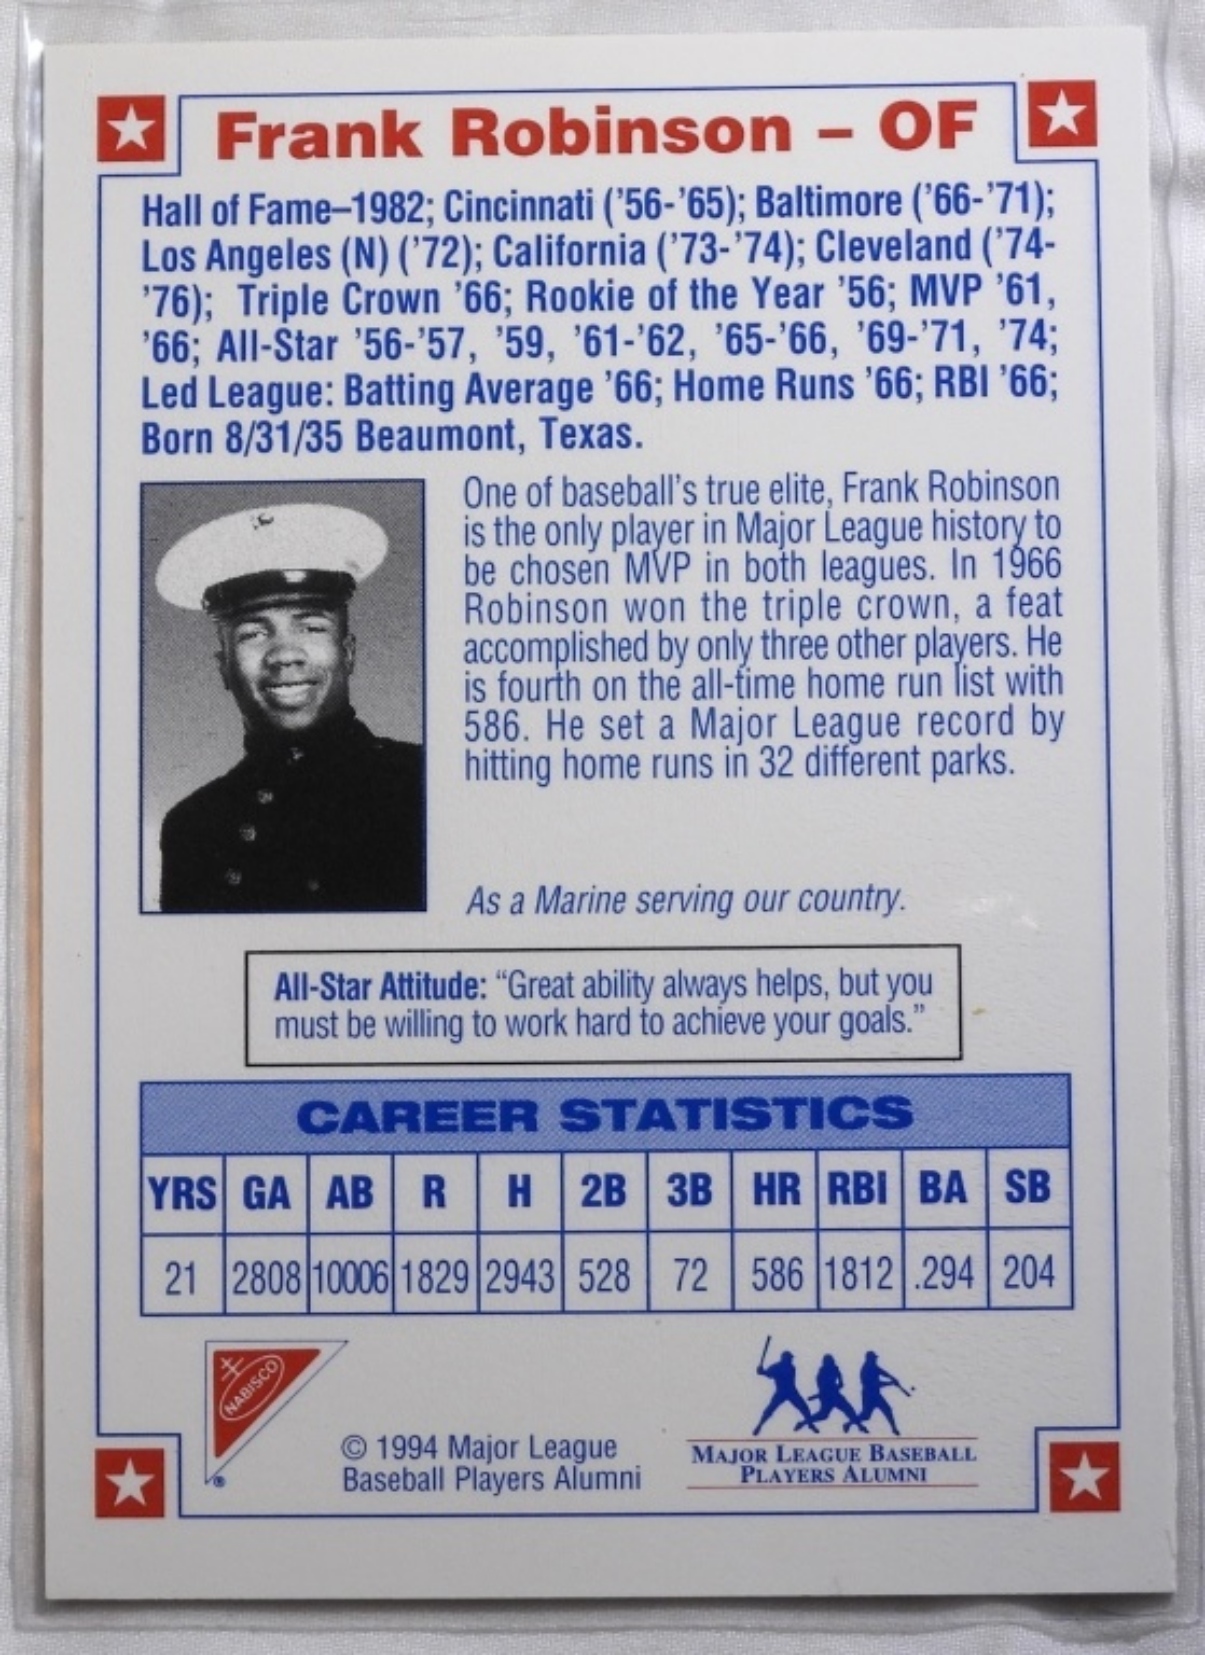 Frank Robinson – OF
Hall of Fame–1982; Cincinnati ('56-'65); Baltimore ('66-'71);
Los Angeles (N) ('72); California ('73-'74); Cleveland ('74-
'76); Triple Crown '66; Rookie of the Year '56; MVP '61,
'66; All-Star '56-'57, '59, '61-'62, '65-'66, '69-'71, '74;
Led League: Batting Average '66; Home Runs '66; RBI '66;
Born 8/31/35 Beaumont, Texas.
One of baseball's true elite, Frank Robinson
is the only player in Major League history to
be chosen MVP in both leagues. In 1966
Robinson won the triple crown, a feat
accomplished by only three other players. He
is fourth on the all-time home run list with
586. He set a Major League record by
hitting home runs in 32 different parks.
As a Marine serving our country.
All-Star Attitude: "Great ability always helps, but you
must be willing to work hard to achieve your goals."
CAREER STATISTICS
YRS GA AB R H 2B 3B HR RBI BA SB
21 2808 10006 1829 2943 528 72 586 1812 .294 204
NABISCO
®
© 1994 Major League
Baseball Players Alumni
MAJOR LEAGUE BASEBALL
PLAYERS ALUMNI